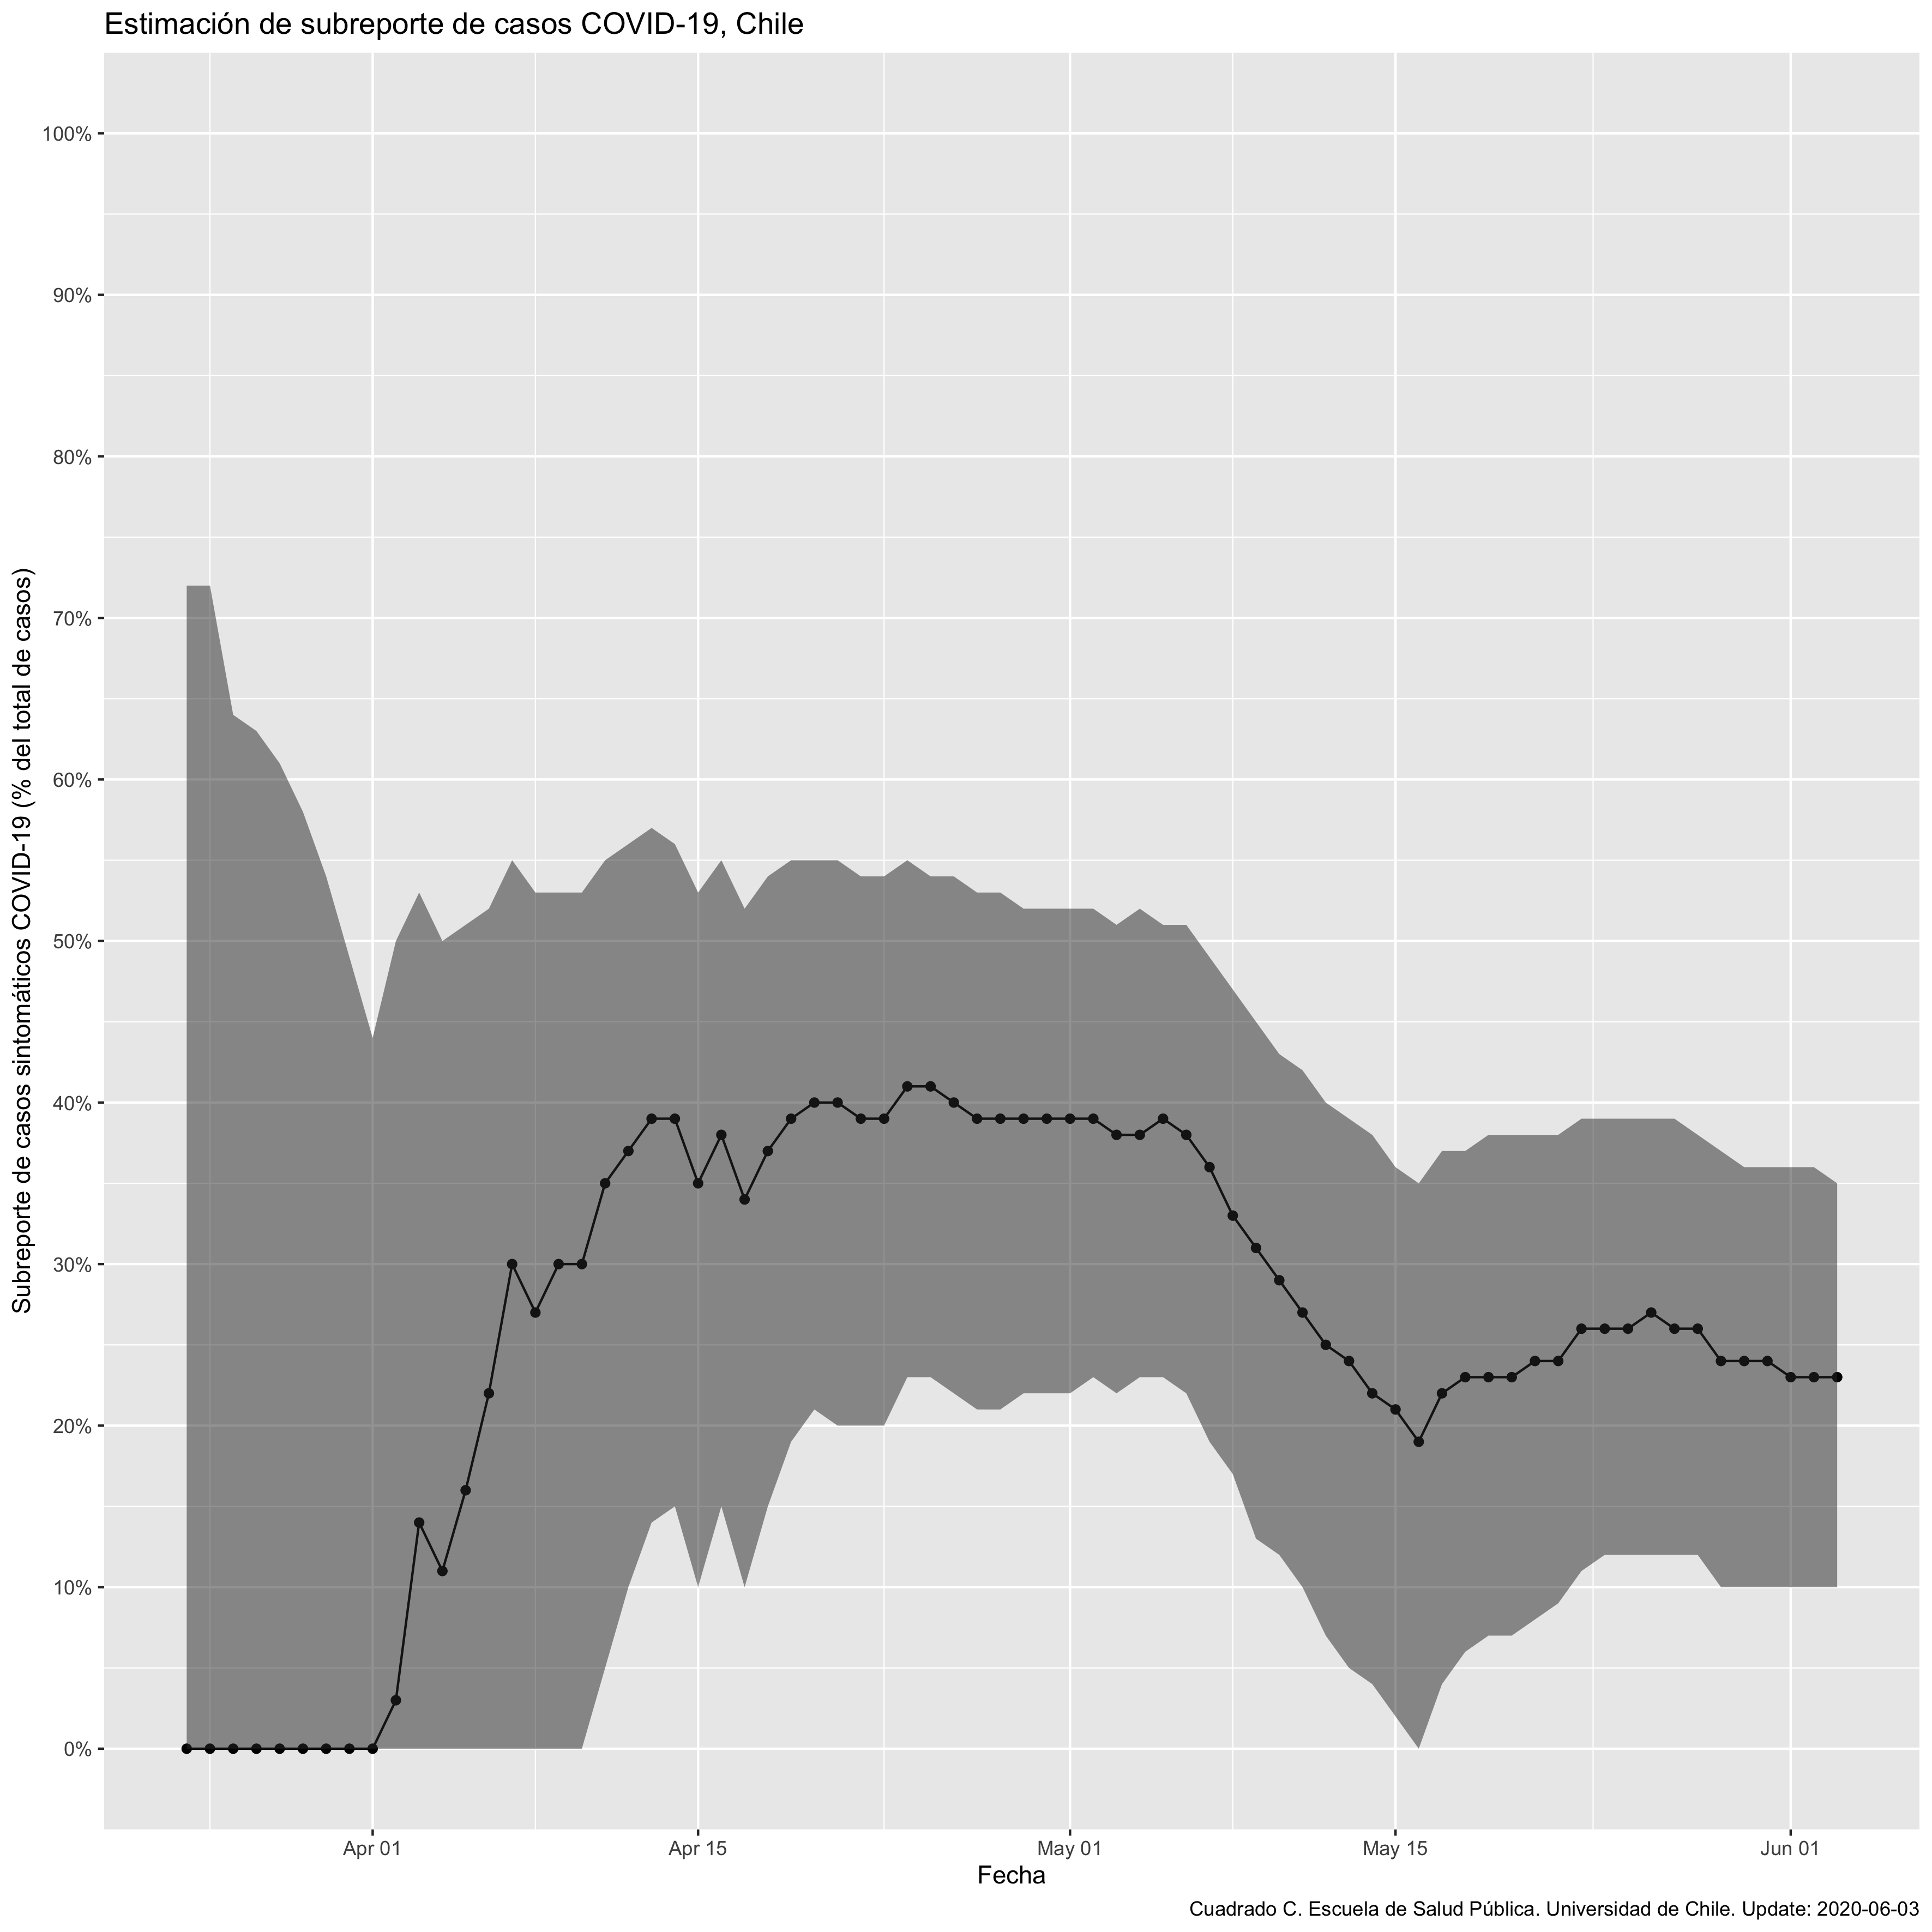 Estimación de subreporte de casos COVID-19, Chile
Subreporte de casos sintomáticos COVID-19 (% del total de casos)
100%
90%
80%
70%
60%
50%
40%
30%
20%
10%
0%
Apr 01
Apr 15
May 01
May 15
Jun 01
Fecha
Cuadrado C. Escuela de Salud Pública. Universidad de Chile. Update: 2020-06-03